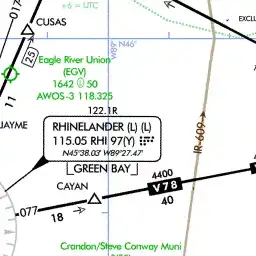 +6 = UTC
017
CUSAS
EXCLU
W89° N46°
25
Eagle River Union
(EGV)
1642 50
AWOS-3 118.325
11
122.1R
JAYME
RHINELANDER (L) (L)
115.05 RHI 97(Y)
N45°38.03' W89°27.47'
GREEN BAY
IR-609
CAYAN
4400
V 78
077
18
40
Crandon/Steve Conway Muni